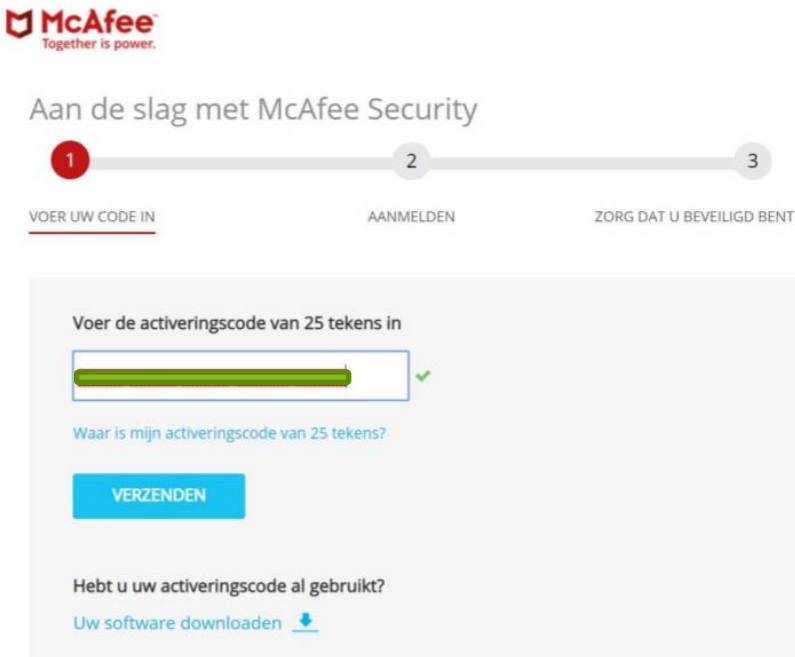 McAfee™
Together is power.
Aan de slag met McAfee Security
1 2 3
VOER UW CODE IN AANMELDEN ZORG DAT U BEVEILIGD BENT
Voer de activeringscode van 25 tekens in
Waar is mijn activeringscode van 25 tekens?
VERZENDEN
Hebt u uw activeringscode al gebruikt?
Uw software downloaden